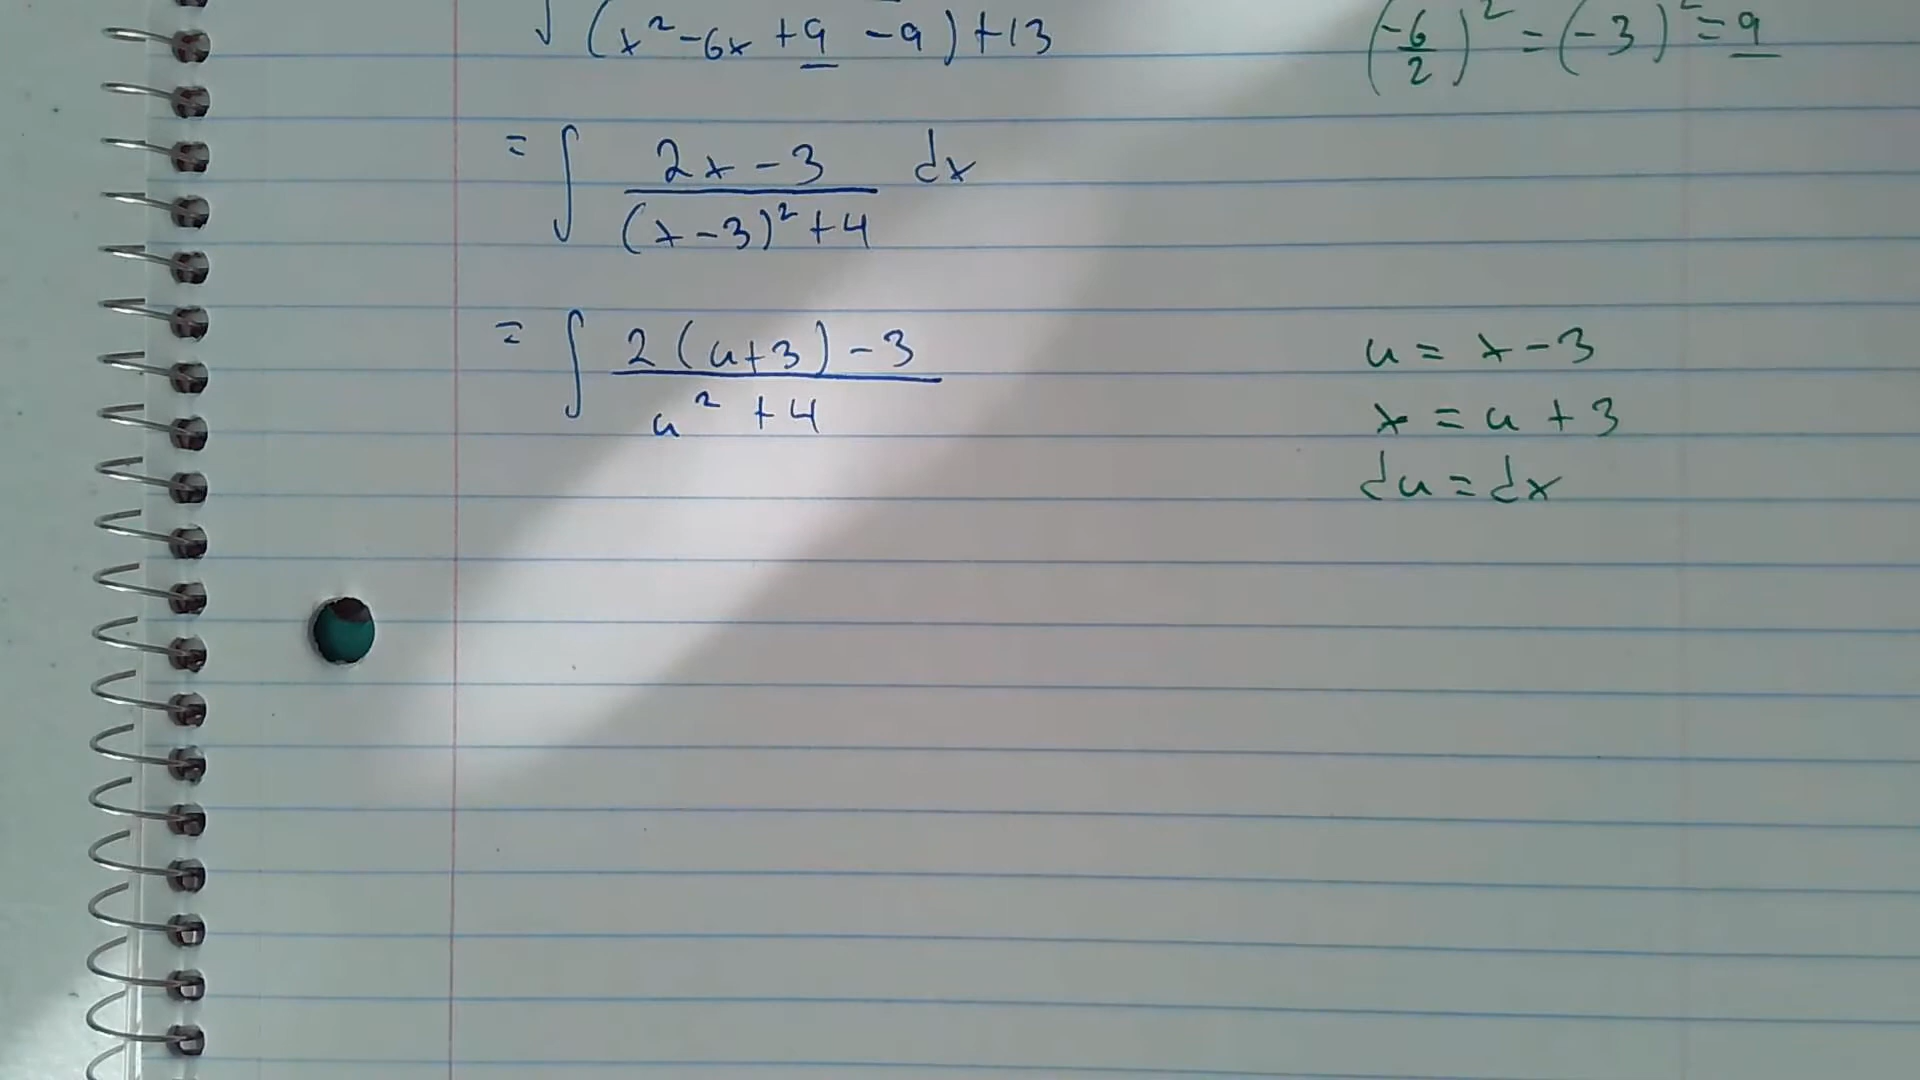 ∫ (x²-6x+9-9)+13
(-6/2)² = (-3)² = 9
= ∫ (2x-3)/((x-3)²+4) dx
= ∫ (2(u+3)-3)/(u²+4)
u = x-3
x = u+3
du = dx